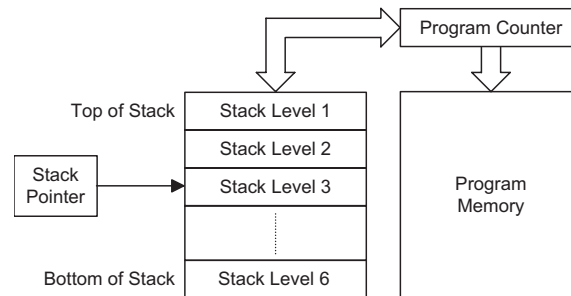 Program Counter
Top of Stack
Stack Level 1
Stack Level 2
Stack
Pointer
Stack Level 3
Program
Memory
Bottom of Stack
Stack Level 6